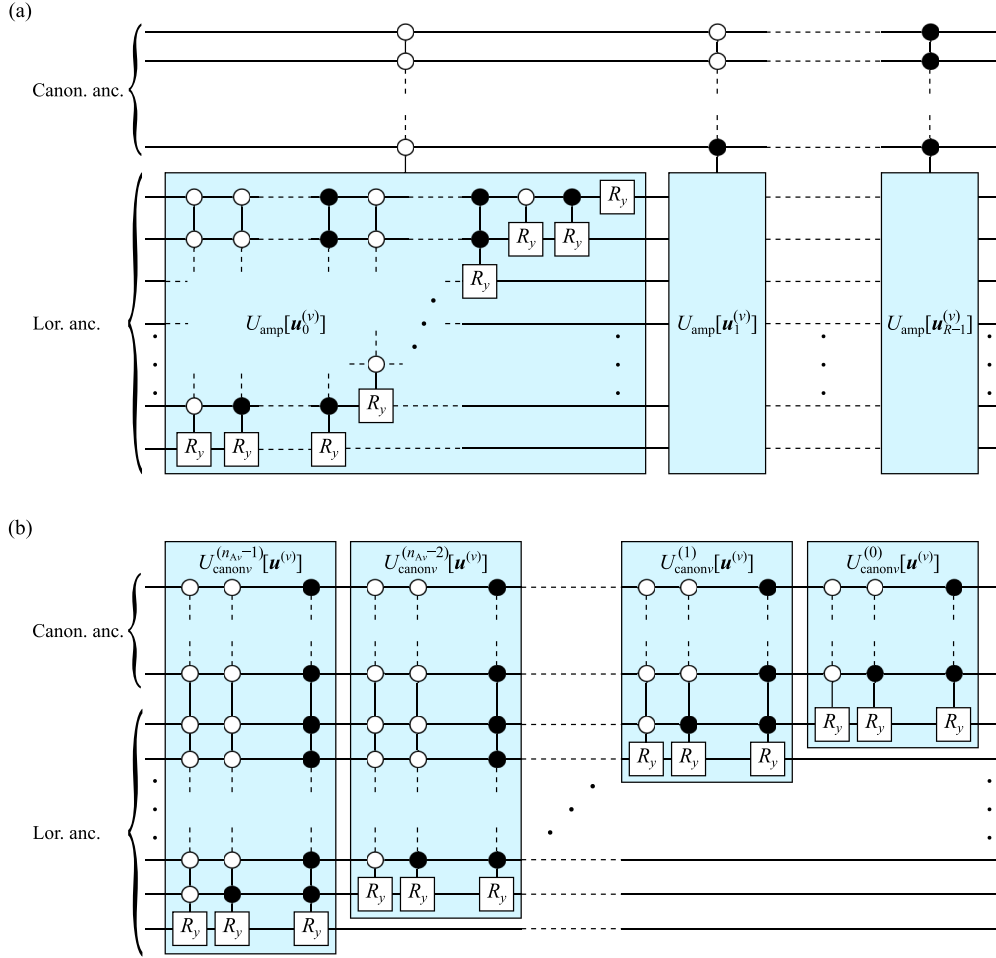 (a)
Canon. anc.
R_y
R_y R_y
R_y
Lor. anc.
U_amp[u_0^(ν)] U_amp[u_1^(ν)] U_amp[u_{R−1}^(ν)]
R_y
R_y R_y R_y
(b)
U_canonν^(n_Aν−1)[u^(ν)] U_canonν^(n_Aν−2)[u^(ν)] U_canonν^(1)[u^(ν)] U_canonν^(0)[u^(ν)]
Canon. anc.
R_y R_y R_y
R_y R_y R_y
Lor. anc.
R_y R_y R_y
R_y R_y R_y